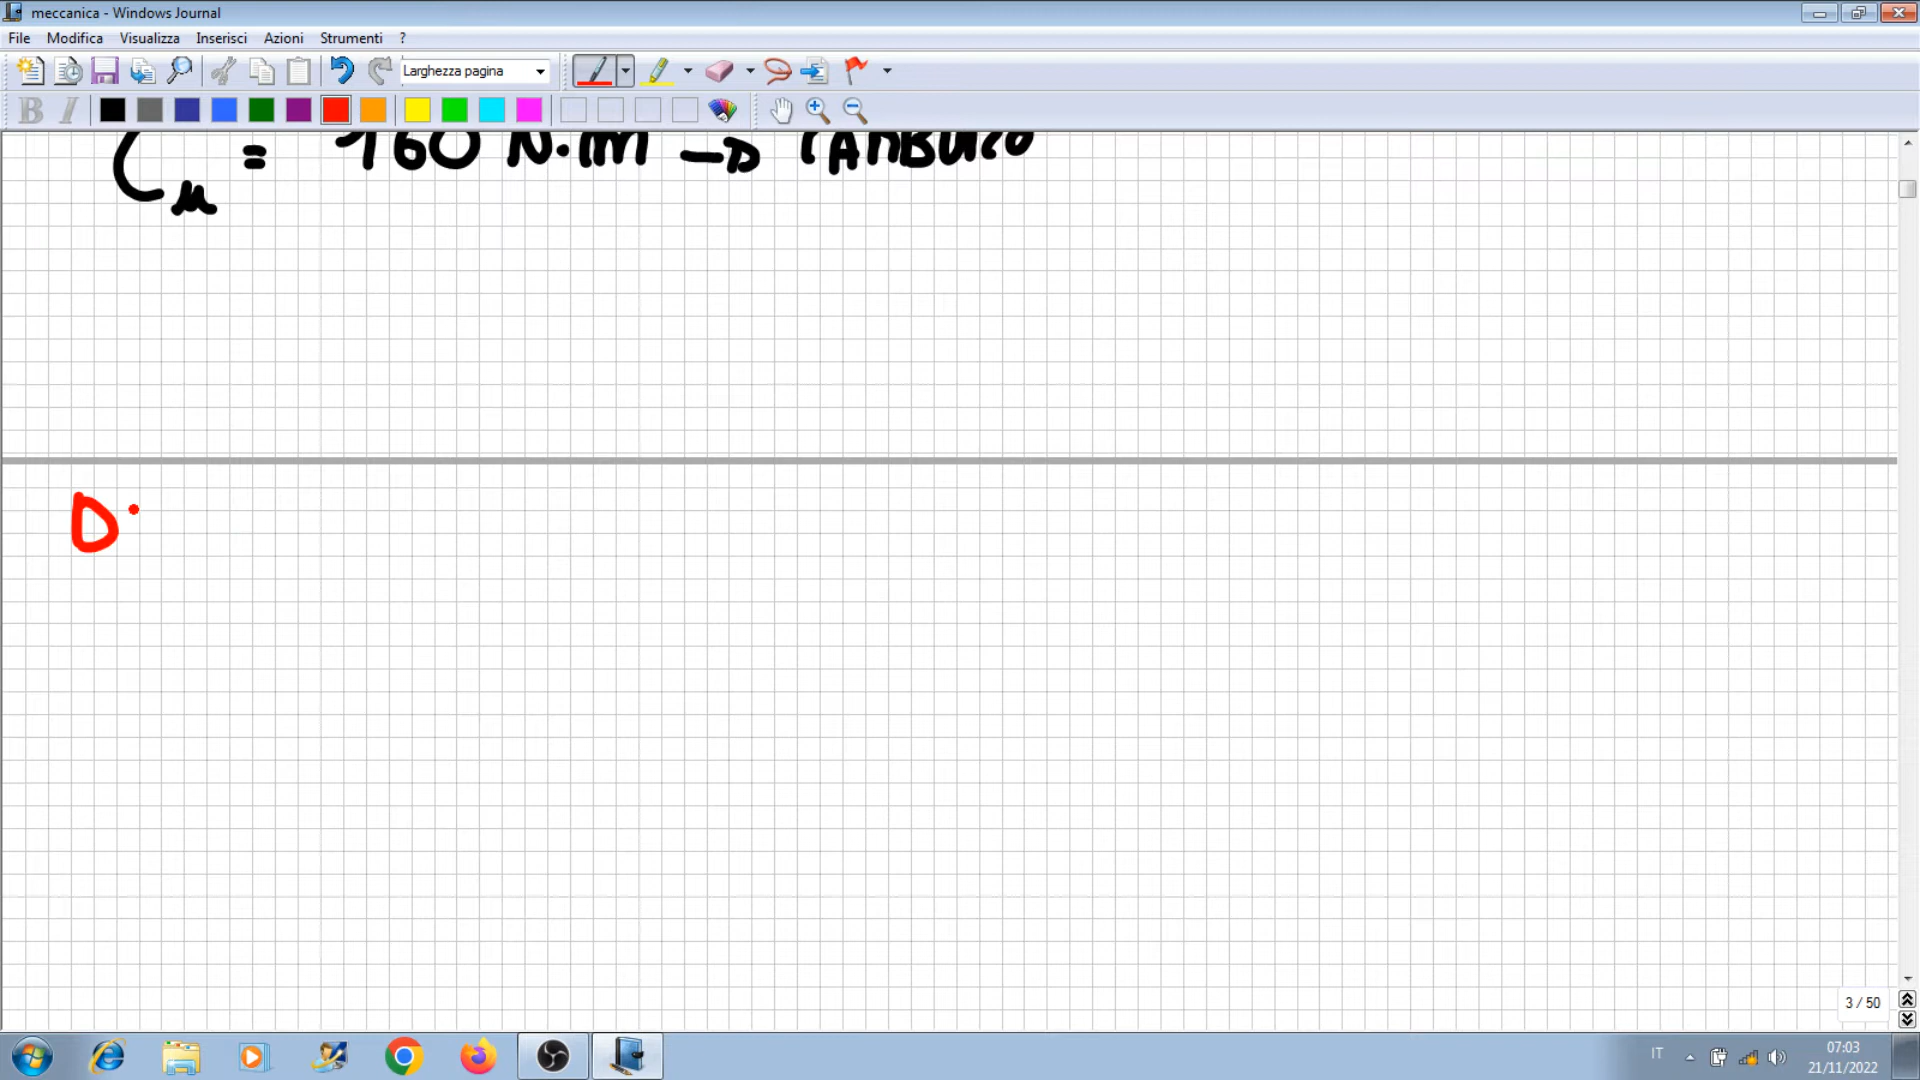 meccanica - Windows Journal
File Modifica Visualizza Inserisci Azioni Strumenti ?
Larghezza pagina
B I
Cu = 160 N·m → TAMBURO
D
3 / 50
IT
07:03
21/11/2022